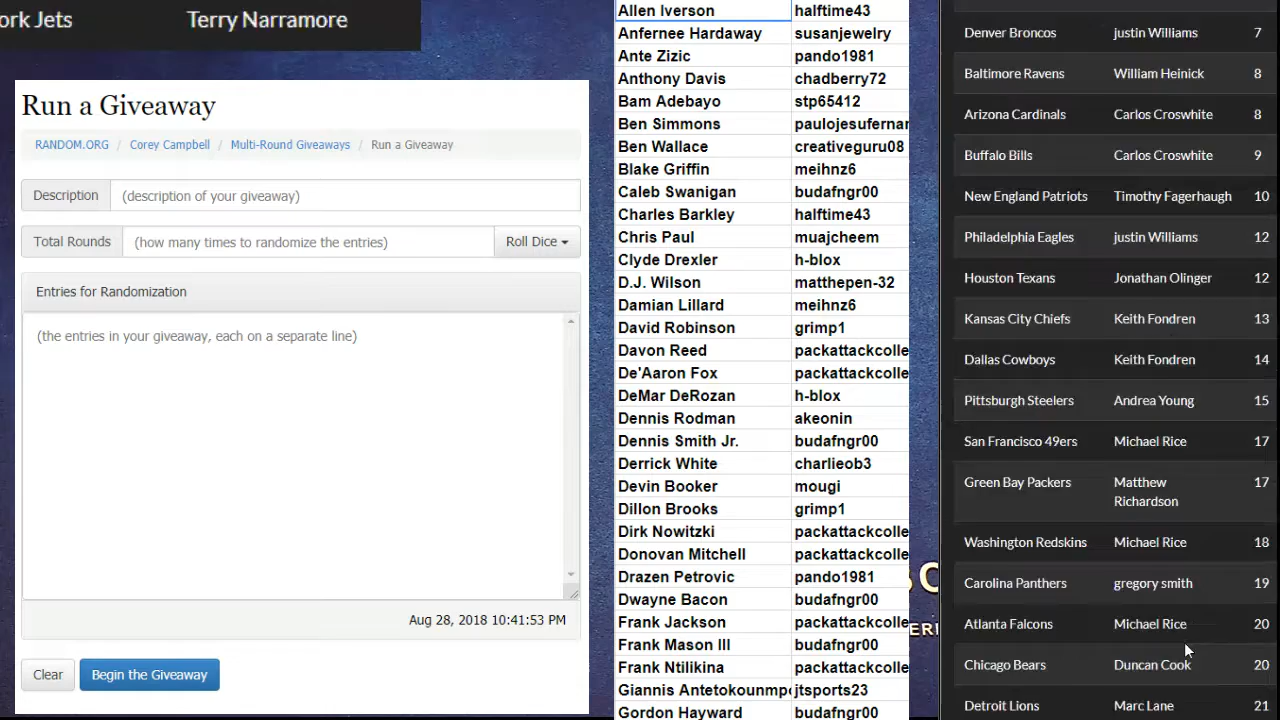 ork Jets Terry Narramore
Run a Giveaway
RANDOM.ORG / Corey Campbell / Multi-Round Giveaways / Run a Giveaway
Description (description of your giveaway)
Total Rounds (how many times to randomize the entries) Roll Dice
Entries for Randomization
(the entries in your giveaway, each on a separate line)
Aug 28, 2018 10:41:53 PM
Clear Begin the Giveaway
Allen Iverson halftime43
Anfernee Hardaway susanjewelry
Ante Zizic pando1981
Anthony Davis chadberry72
Bam Adebayo stp65412
Ben Simmons paulojesufernar
Ben Wallace creativeguru08
Blake Griffin meihnz6
Caleb Swanigan budafngr00
Charles Barkley halftime43
Chris Paul muajcheem
Clyde Drexler h-blox
D.J. Wilson matthepen-32
Damian Lillard meihnz6
David Robinson grimp1
Davon Reed packattackcolle
De'Aaron Fox packattackcolle
DeMar DeRozan h-blox
Dennis Rodman akeonin
Dennis Smith Jr. budafngr00
Derrick White charlieob3
Devin Booker mougi
Dillon Brooks grimp1
Dirk Nowitzki packattackcolle
Donovan Mitchell packattackcolle
Drazen Petrovic pando1981
Dwayne Bacon budafngr00
Frank Jackson packattackcolle
Frank Mason III budafngr00
Frank Ntilikina packattackcolle
Giannis Antetokounmpo jtsports23
Gordon Hayward budafngr00
Denver Broncos justin Williams 7
Baltimore Ravens William Heinick 8
Arizona Cardinals Carlos Croswhite 8
Buffalo Bills Carlos Croswhite 9
New England Patriots Timothy Fagerhaugh 10
Philadelphia Eagles justin Williams 12
Houston Texans Jonathan Olinger 12
Kansas City Chiefs Keith Fondren 13
Dallas Cowboys Keith Fondren 14
Pittsburgh Steelers Andrea Young 15
San Francisco 49ers Michael Rice 17
Green Bay Packers Matthew Richardson 17
Washington Redskins Michael Rice 18
Carolina Panthers gregory smith 19
Atlanta Falcons Michael Rice 20
Chicago Bears Duncan Cook 20
Detroit Lions Marc Lane 21